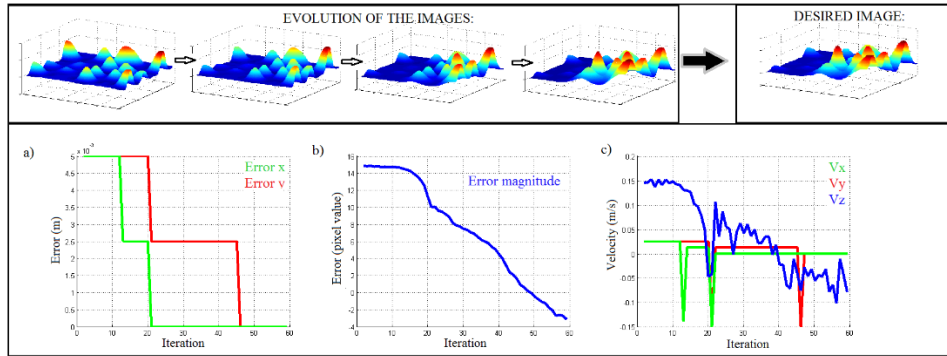 EVOLUTION OF THE IMAGES:
DESIRED IMAGE:
a)
x 10⁻³
5
4.5
4
3.5
3
2.5
2
1.5
1
0.5
0
Error (m)
Error x
Error y
0 10 20 30 40 50 60
Iteration
b)
16
14
12
10
8
6
4
2
0
-2
-4
Error (pixel value)
Error magnitude
0 10 20 30 40 50 60
Iteration
c)
0.2
0.15
0.1
0.05
0
-0.05
-0.1
-0.15
Velocity (m/s)
Vx
Vy
Vz
0 10 20 30 40 50 60
Iteration